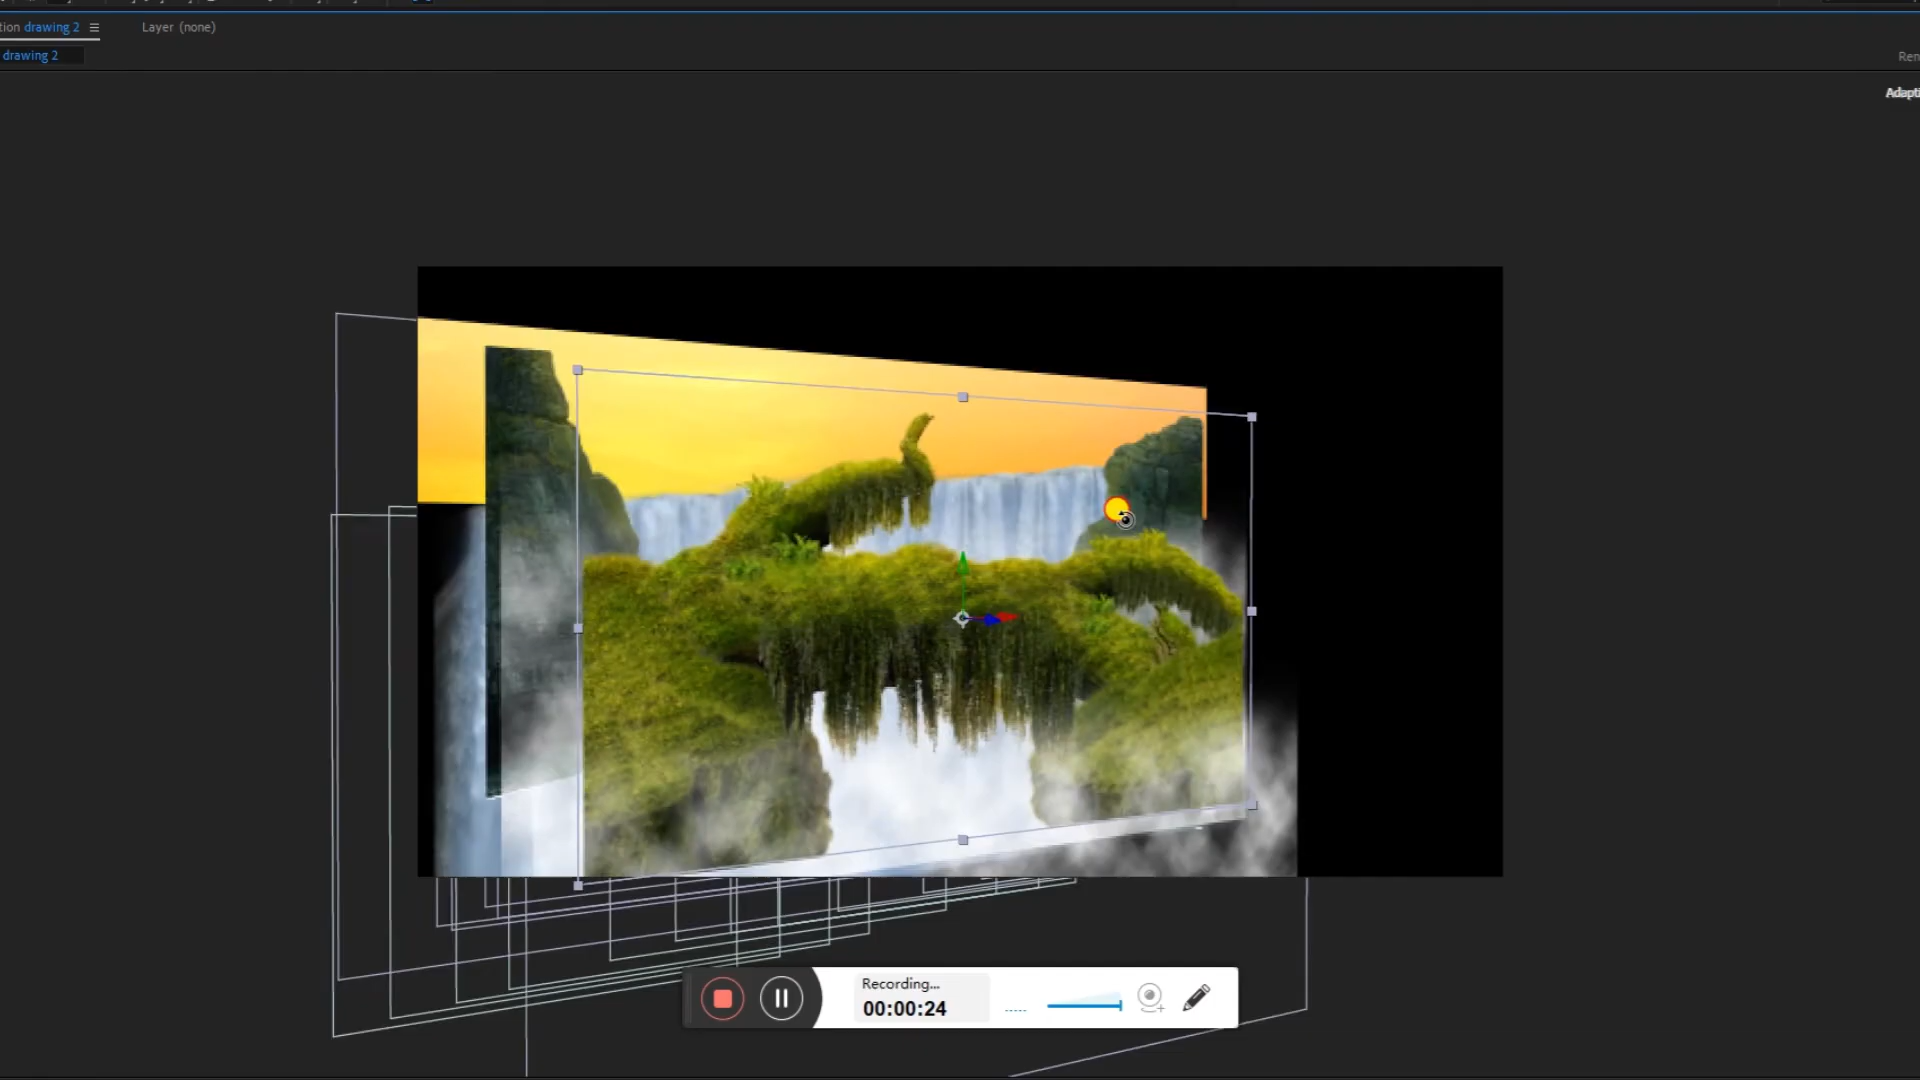 tion drawing 2
Layer (none)
drawing 2
Ren
Adapti
Recording...
00:00:24